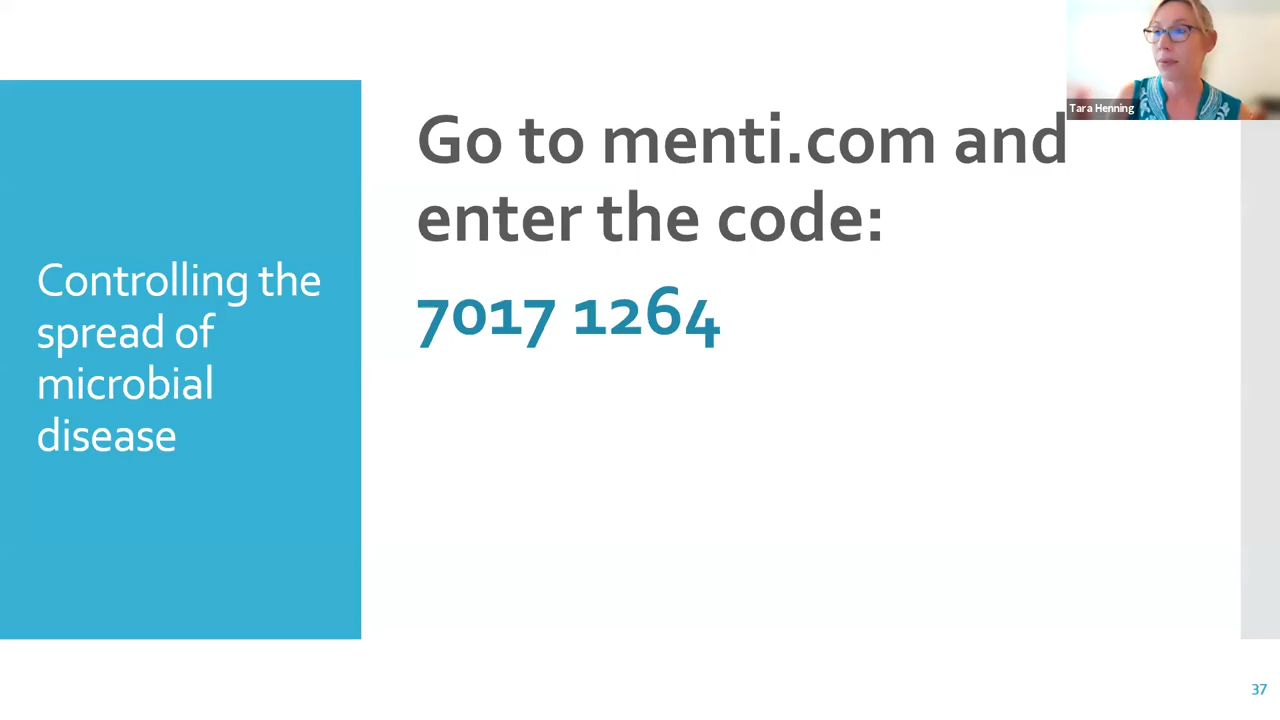 Controlling the
spread of
microbial
disease
Go to menti.com and
enter the code:
7017 1264
Tara Henning
37